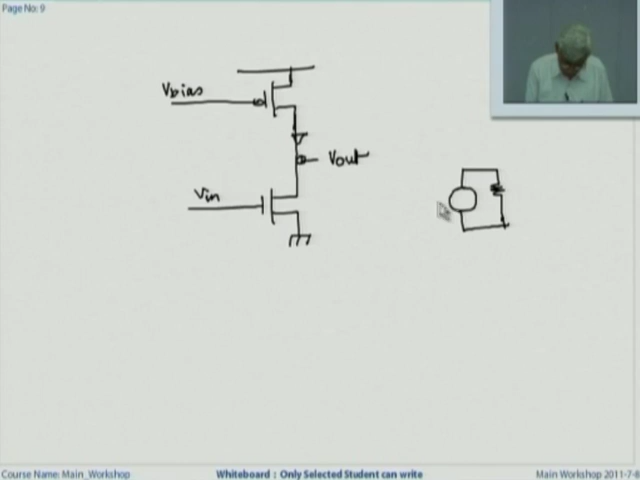 Page No: 9
Vbias
Vout
Vin
Course Name: Main_Workshop
Whiteboard : Only Selected Student can write
Main Workshop 2011-7-8